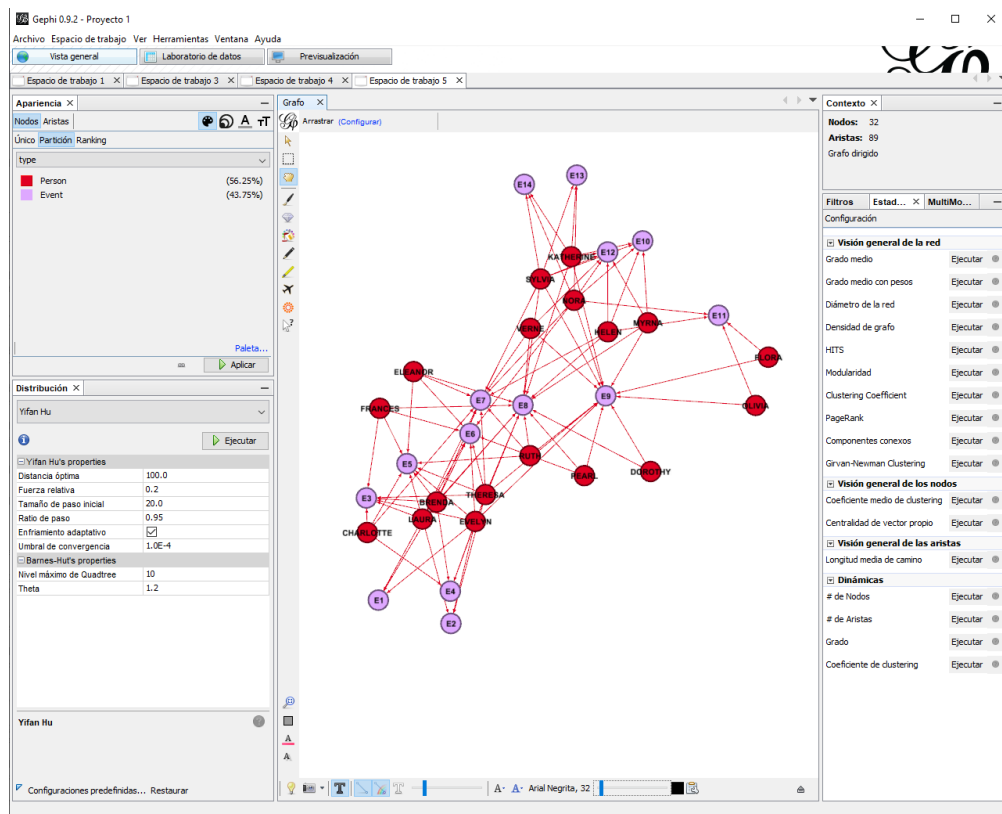 Gephi 0.9.2 - Proyecto 1
Archivo Espacio de trabajo Ver Herramientas Ventana Ayuda
Vista general Laboratorio de datos Previsualización
Espacio de trabajo 1 X Espacio de trabajo 3 X Espacio de trabajo 4 X Espacio de trabajo 5 X
Apariencia X
Nodos Aristas
Único Partición Ranking
type
Person (56.25%)
Event (43.75%)
Paleta...
Aplicar
Distribución X
Yifan Hu
Ejecutar
Yifan Hu's properties
Distancia óptima 100.0
Fuerza relativa 0.2
Tamaño de paso inicial 20.0
Ratio de paso 0.95
Enfriamiento adaptativo
Umbral de convergencia 1.0E-4
Barnes-Hut's properties
Nivel máximo de Quadtree 10
Theta 1.2
Yifan Hu
Configuraciones predefinidas... Restaurar
Grafo X
Arrastrar (Configurar)
E14
E13
E10
E12
KATHERINE
SYLVIA
NORA
E11
VERNE
HELEN
MYRNA
FLORA
ELEANOR
E7
E8
E9
OLIVIA
FRANCES
E6
E5
RUTH
PEARL
DOROTHY
E3
BRENDA
THERESA
LAURA
EVELYN
CHARLOTTE
E1
E4
E2
Arial Negrita, 32
Contexto X
Nodos: 32
Aristas: 89
Grafo dirigido
Filtros Estad... X MultiMo...
Configuración
Visión general de la red
Grado medio Ejecutar
Grado medio con pesos Ejecutar
Diámetro de la red Ejecutar
Densidad de grafo Ejecutar
HITS Ejecutar
Modularidad Ejecutar
Clustering Coefficient Ejecutar
PageRank Ejecutar
Componentes conexos Ejecutar
Girvan-Newman Clustering Ejecutar
Visión general de los nodos
Coeficiente medio de clustering Ejecutar
Centralidad de vector propio Ejecutar
Visión general de las aristas
Longitud media de camino Ejecutar
Dinámicas
# de Nodos Ejecutar
# de Aristas Ejecutar
Grado Ejecutar
Coeficiente de clustering Ejecutar